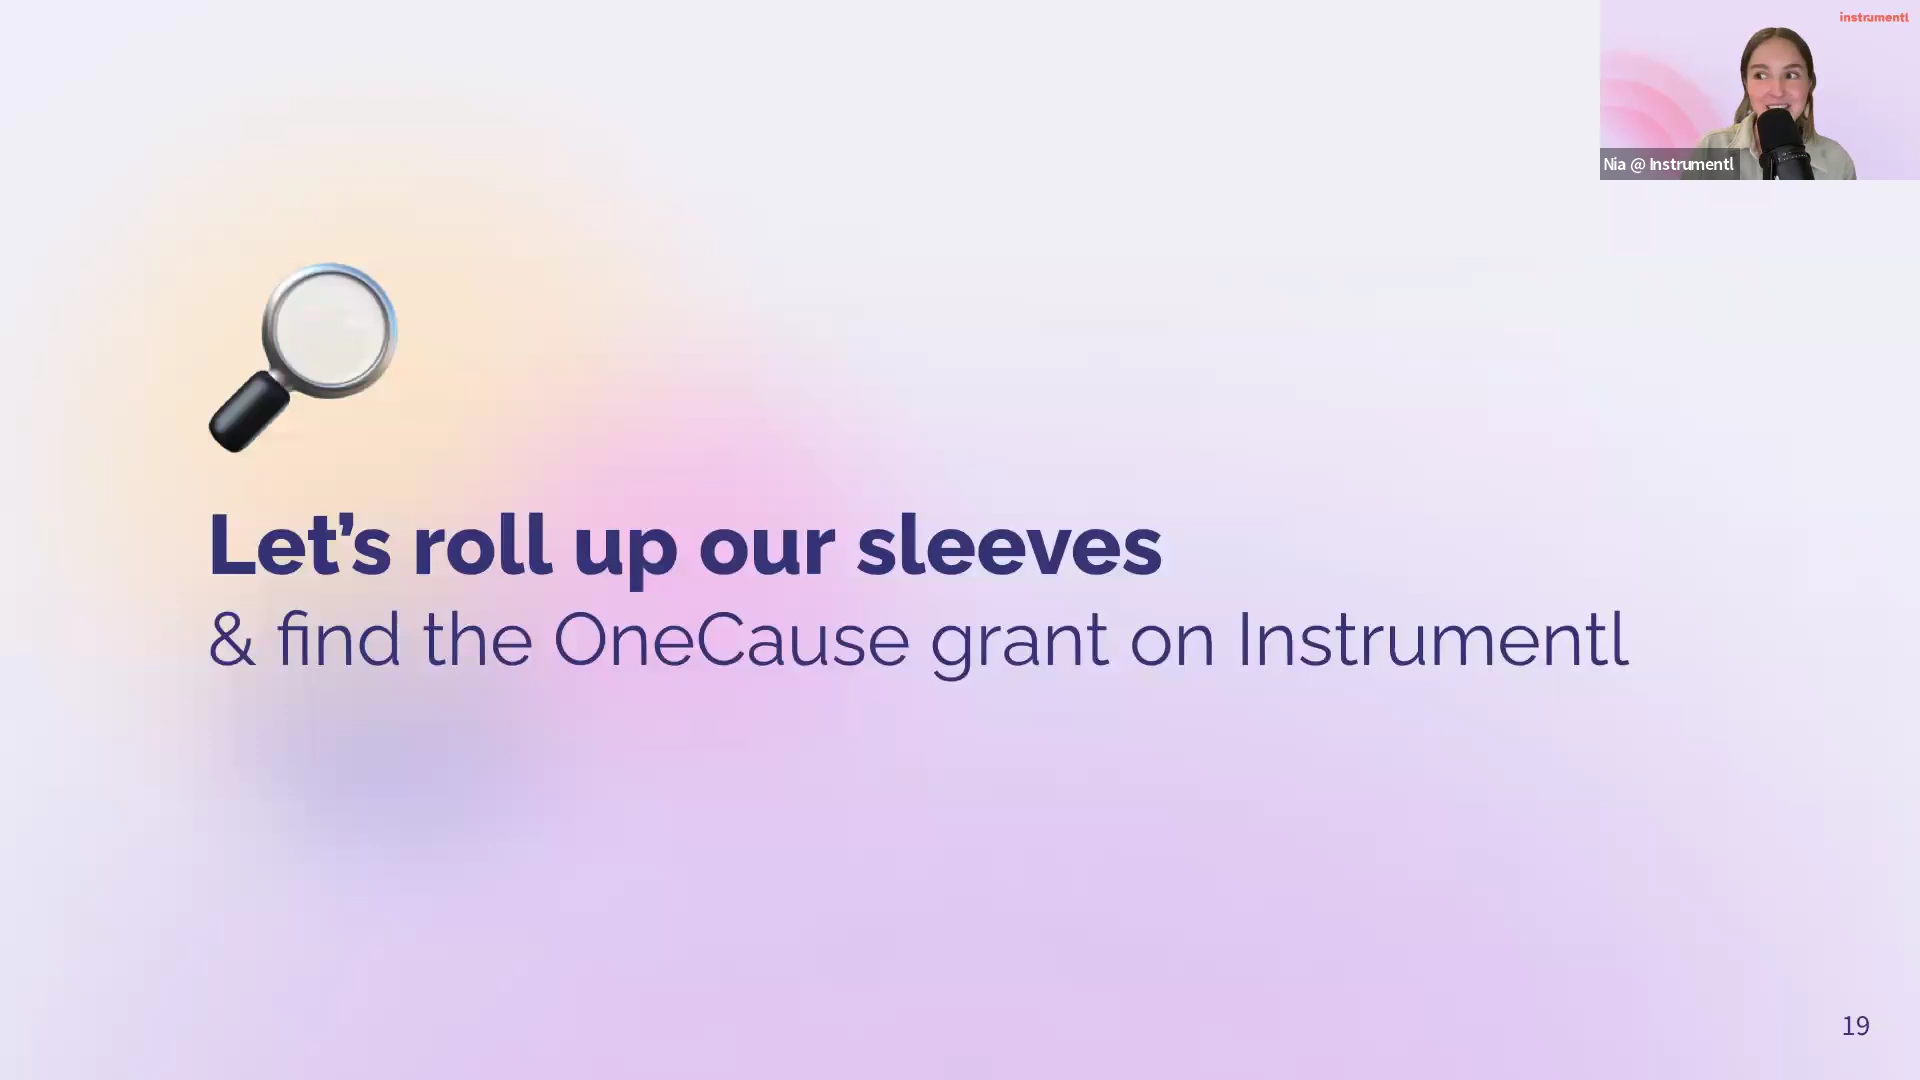 instrumentl
Nia @ Instrumentl
Let’s roll up our sleeves
& find the OneCause grant on Instrumentl
19